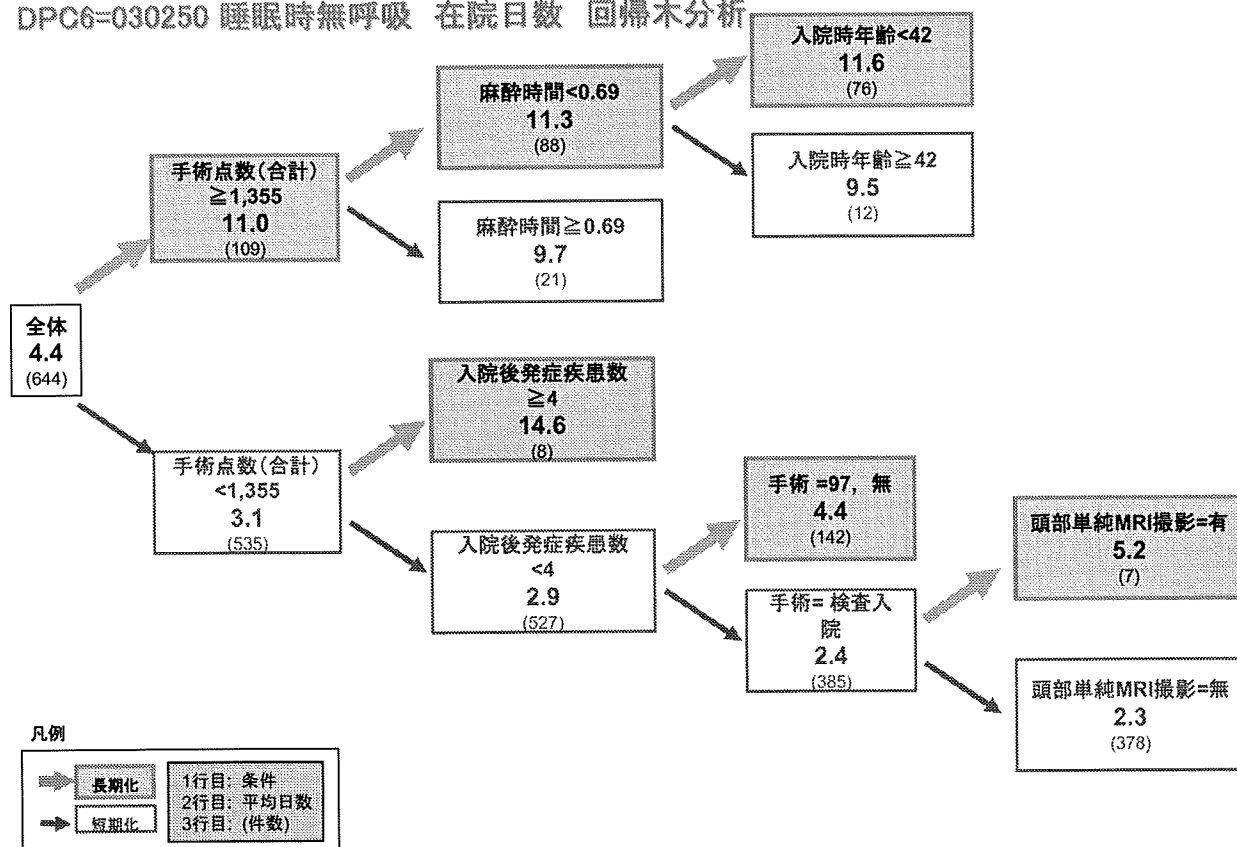 DPC6=030250 睡眠時無呼吸 在院日数 回帰木分析
入院時年齢<42
11.6
(76)
麻酔時間<0.69
11.3
(88)
入院時年齢≧42
9.5
(12)
手術点数(合計)
≧1,355
11.0
(109)
麻酔時間≧0.69
9.7
(21)
全体
4.4
(644)
入院後発症疾患数
≧4
14.6
(8)
手術点数(合計)
<1,355
3.1
(535)
入院後発症疾患数
<4
2.9
(527)
手術 =97, 無
4.4
(142)
手術= 検査入
院
2.4
(385)
頭部単純MRI撮影=有
5.2
(7)
頭部単純MRI撮影=無
2.3
(378)
凡例
長期化
短期化
1行目: 条件
2行目: 平均日数
3行目: (件数)